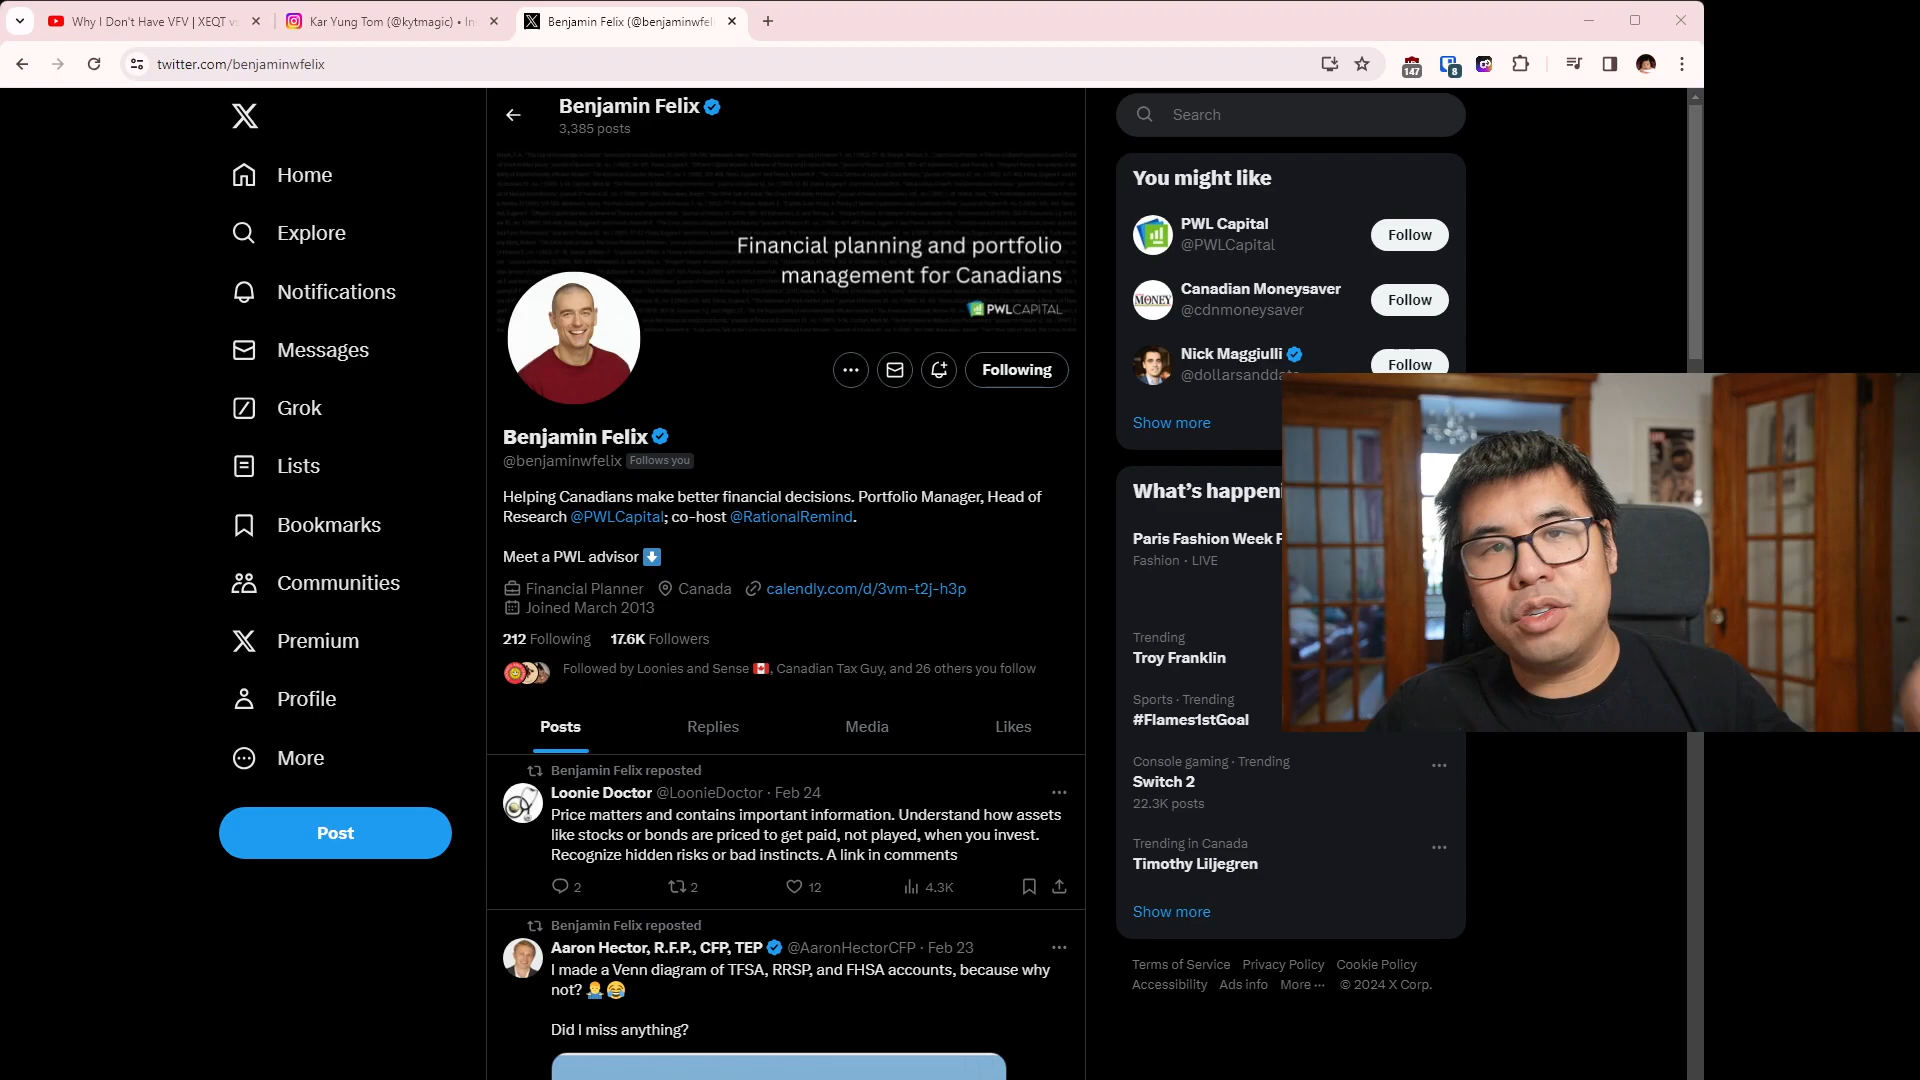 Why I Don't Have VFV | XEQT v
Kar Yung Tom (@kytmagic) • In
Benjamin Felix (@benjaminwfel
twitter.com/benjaminwfelix
147
8
Benjamin Felix
3,385 posts
Financial planning and portfolio
management for Canadians
PWLCAPITAL
Following
Benjamin Felix
@benjaminwfelix Follows you
Helping Canadians make better financial decisions. Portfolio Manager, Head of
Research @PWLCapital; co-host @RationalRemind.
Meet a PWL advisor ⬇
Financial Planner Canada calendly.com/d/3vm-t2j-h3p
Joined March 2013
212 Following 17.6K Followers
Followed by Loonies and Sense 🇨🇦, Canadian Tax Guy, and 26 others you follow
Posts Replies Media Likes
Benjamin Felix reposted
Loonie Doctor @LoonieDoctor · Feb 24
Price matters and contains important information. Understand how assets
like stocks or bonds are priced to get paid, not played, when you invest.
Recognize hidden risks or bad instincts. A link in comments
2 2 12 4.3K
Benjamin Felix reposted
Aaron Hector, R.F.P., CFP, TEP @AaronHectorCFP · Feb 23
I made a Venn diagram of TFSA, RRSP, and FHSA accounts, because why
not? 🤷‍♂️😂
Did I miss anything?
Home
Explore
Notifications
Messages
Grok
Lists
Bookmarks
Communities
Premium
Profile
More
Post
Search
You might like
PWL Capital
@PWLCapital
Follow
Canadian Moneysaver
@cdnmoneysaver
MONEY
Follow
Nick Maggiulli
@dollarsanddata
Follow
Show more
What's happeni
Paris Fashion Week F
Fashion · LIVE
Trending
Troy Franklin
Sports · Trending
#Flames1stGoal
Console gaming · Trending
Switch 2
22.3K posts
Trending in Canada
Timothy Liljegren
Show more
Terms of Service Privacy Policy Cookie Policy
Accessibility Ads info More ··· © 2024 X Corp.